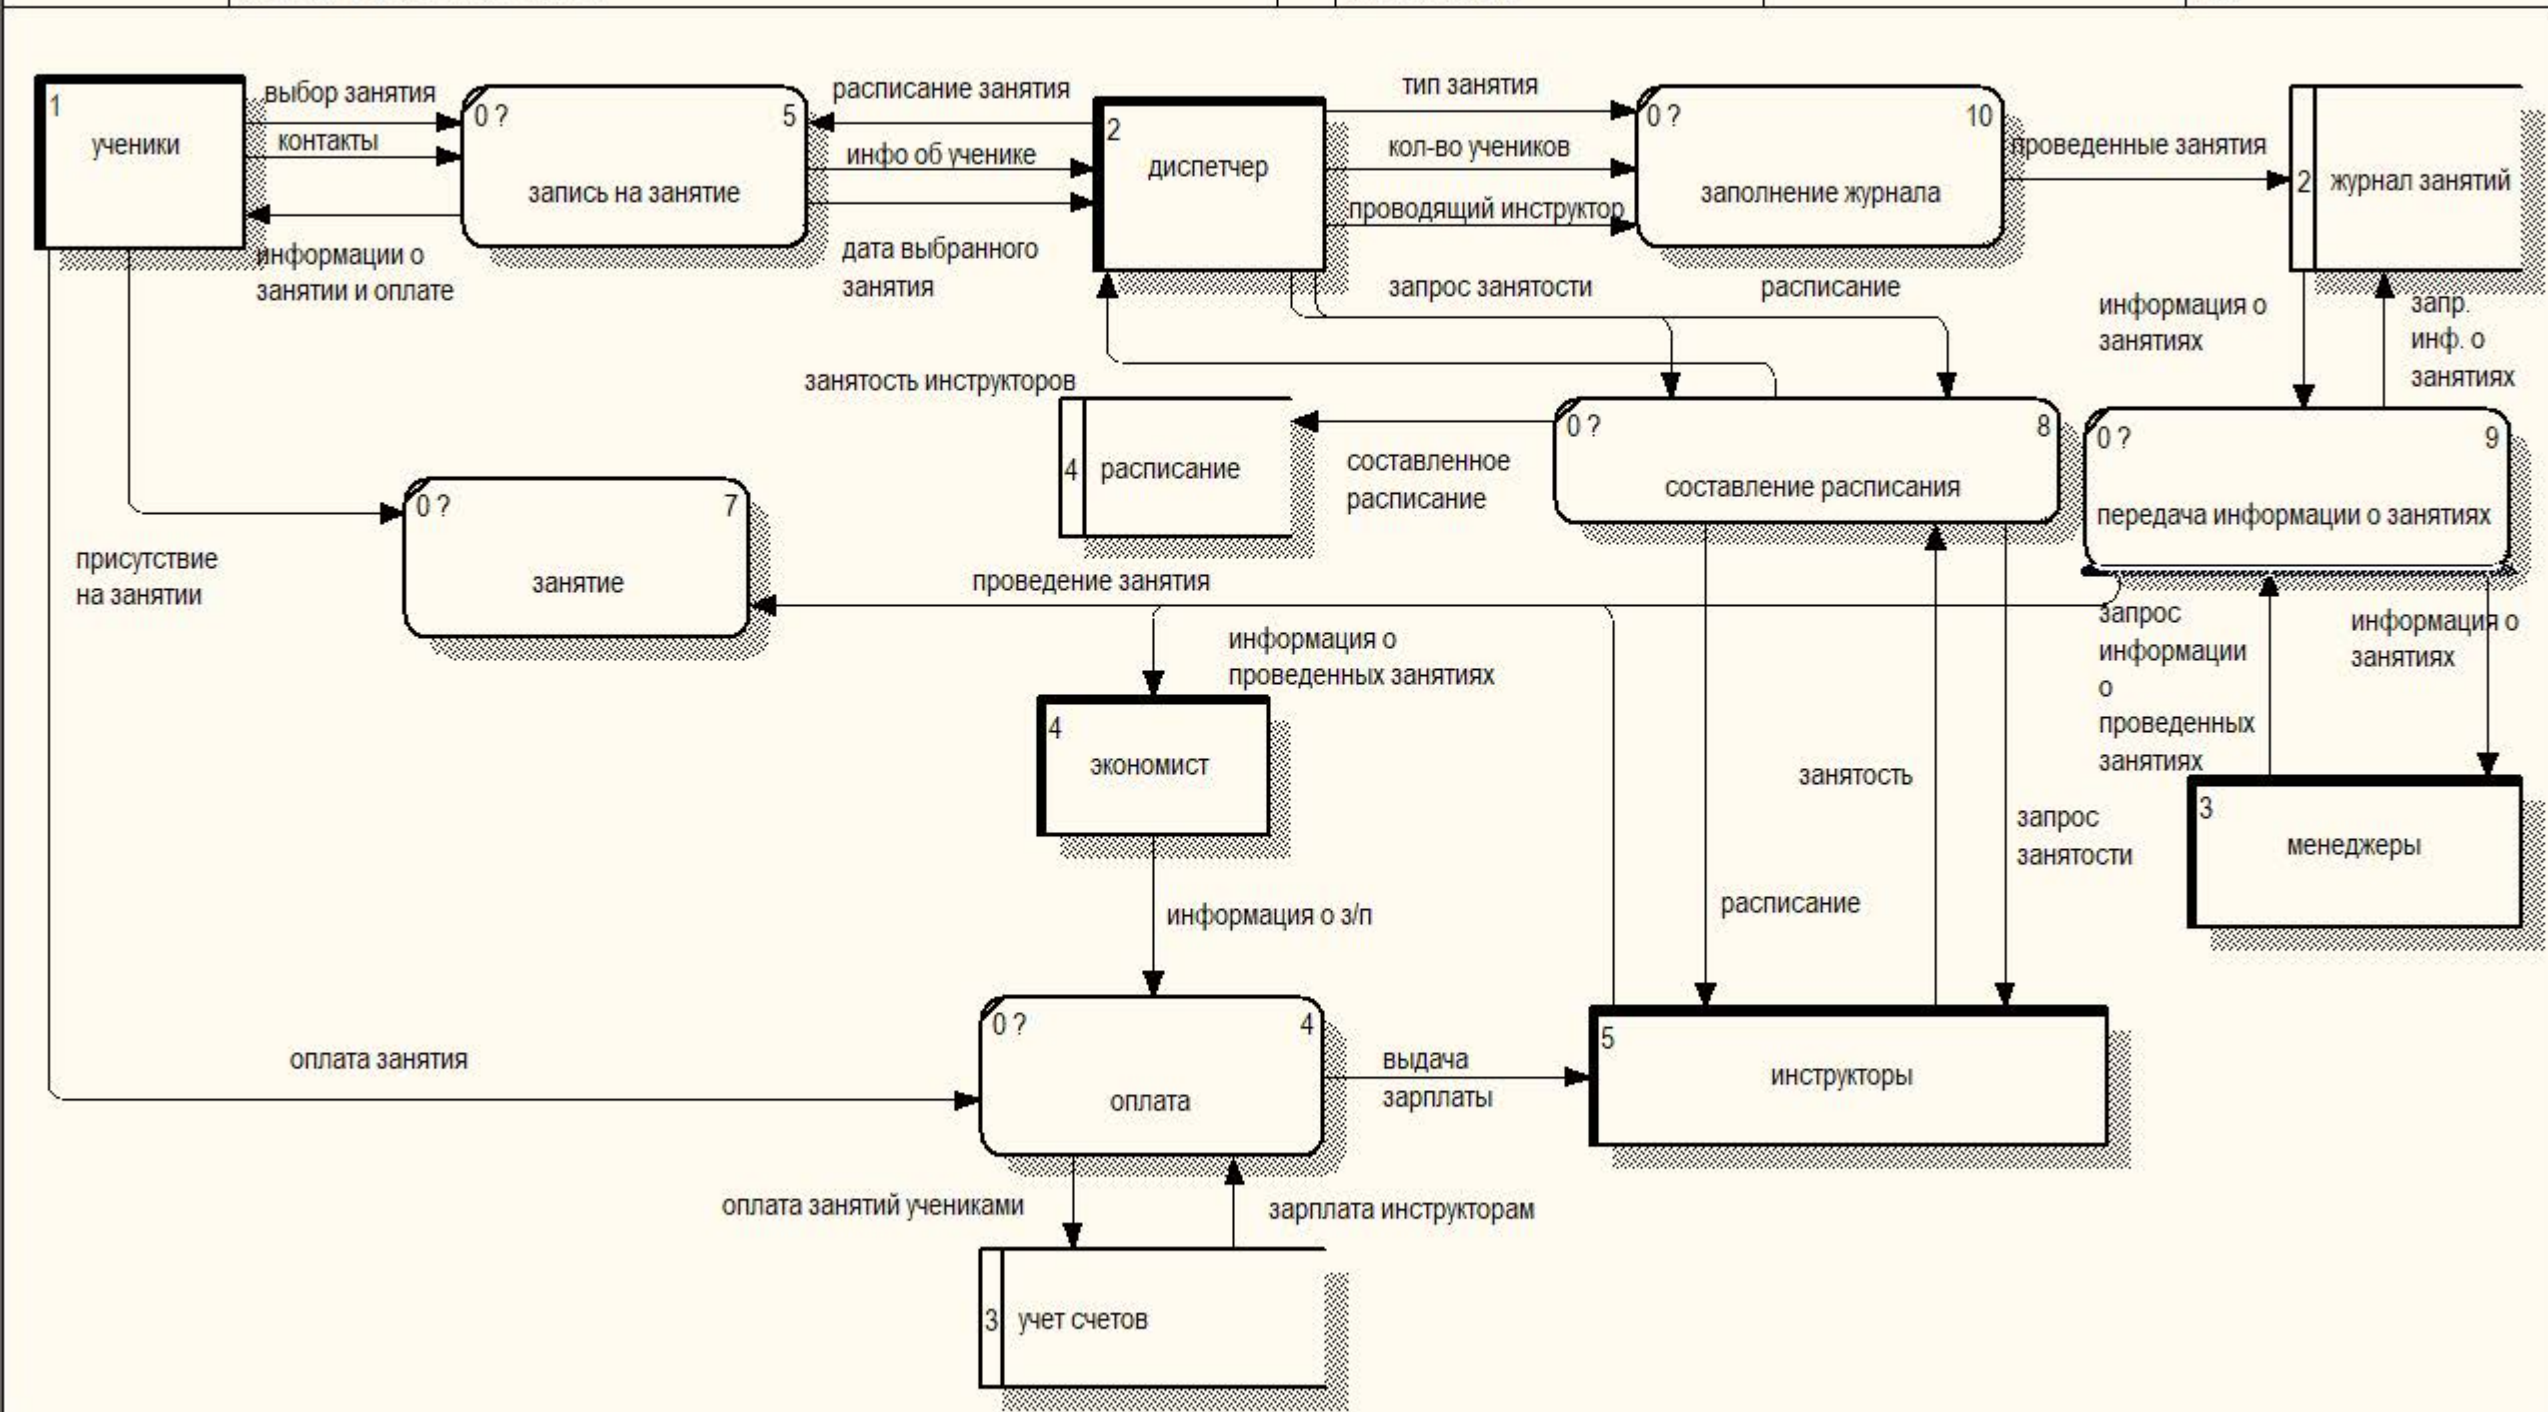 1
ученики
выбор занятия
контакты
информации о
занятии и оплате
0 ?
5
запись на занятие
расписание занятия
инфо об ученике
дата выбранного
занятия
2
диспетчер
тип занятия
кол-во учеников
проводящий инструктор
0 ?
10
заполнение журнала
проведенные занятия
2
журнал занятий
запрос занятости
расписание
информация о
занятиях
запр.
инф. о
занятиях
занятость инструкторов
4
расписание
составленное
расписание
0 ?
8
составление расписания
0 ?
9
передача информации о занятиях
присутствие
на занятии
0 ?
7
занятие
проведение занятия
информация о
проведенных занятиях
запрос
информации
о
проведенных
занятиях
информация о
занятиях
4
экономист
занятость
запрос
занятости
3
менеджеры
информация о з/п
расписание
оплата занятия
0 ?
4
оплата
выдача
зарплаты
5
инструкторы
оплата занятий учениками
зарплата инструкторам
3
учет счетов